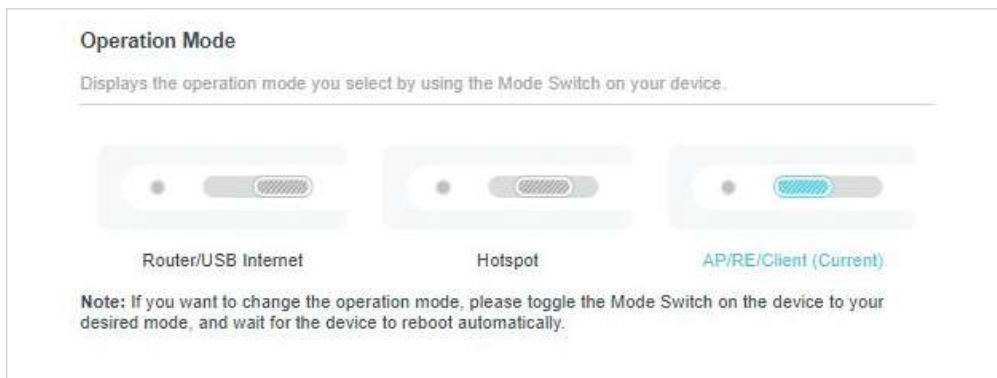 Operation Mode
Displays the operation mode you select by using the Mode Switch on your device.
Router/USB Internet
Hotspot
AP/RE/Client (Current)
Note: If you want to change the operation mode, please toggle the Mode Switch on the device to your
desired mode, and wait for the device to reboot automatically.